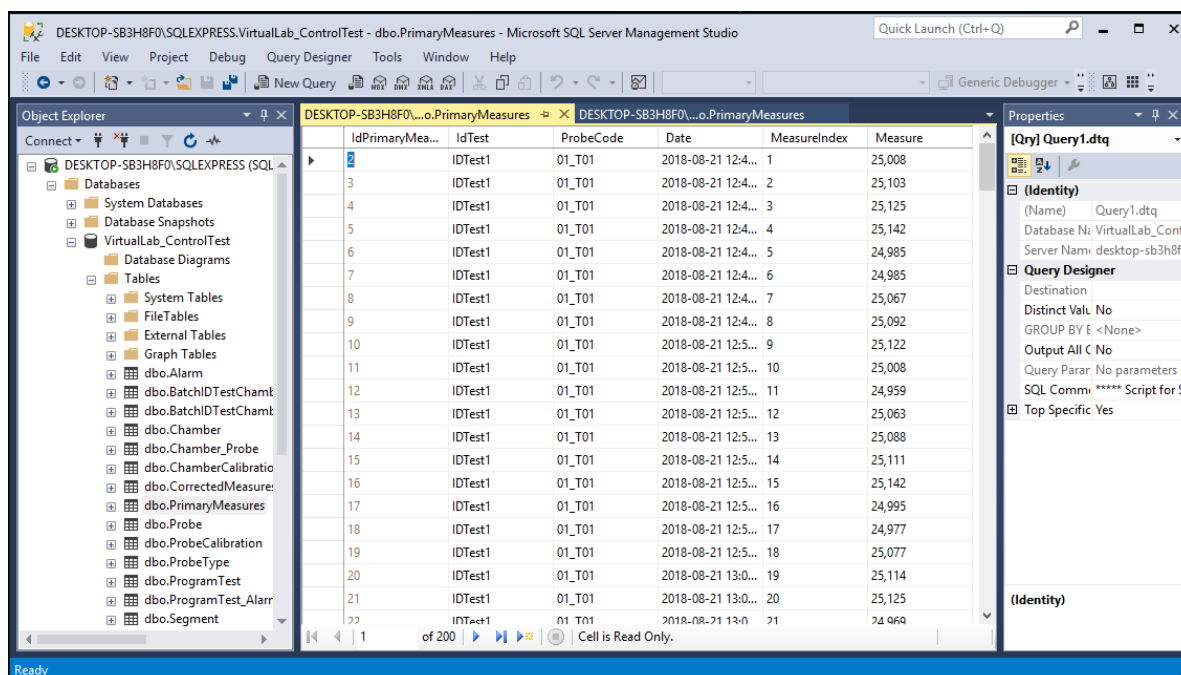 DESKTOP-SB3H8F0\SQLEXPRESS.VirtualLab_ControlTest - dbo.PrimaryMeasures - Microsoft SQL Server Management Studio
Quick Launch (Ctrl+Q)
File Edit View Project Debug Query Designer Tools Window Help
New Query MDX DMX XMLA DAX Generic Debugger
Object Explorer
Connect
DESKTOP-SB3H8F0\SQLEXPRESS (SQL
Databases
System Databases
Database Snapshots
VirtualLab_ControlTest
Database Diagrams
Tables
System Tables
FileTables
External Tables
Graph Tables
dbo.Alarm
dbo.BatchIDTestChamb
dbo.BatchIDTestChamb
dbo.Chamber
dbo.Chamber_Probe
dbo.ChamberCalibratio
dbo.CorrectedMeasures
dbo.PrimaryMeasures
dbo.Probe
dbo.ProbeCalibration
dbo.ProbeType
dbo.ProgramTest
dbo.ProgramTest_Alarr
dbo.Segment
DESKTOP-SB3H8F0\...o.PrimaryMeasures DESKTOP-SB3H8F0\...o.PrimaryMeasures
IdPrimaryMea... IdTest ProbeCode Date MeasureIndex Measure
2 IDTest1 01_T01 2018-08-21 12:4... 1 25,008
3 IDTest1 01_T01 2018-08-21 12:4... 2 25,103
4 IDTest1 01_T01 2018-08-21 12:4... 3 25,125
5 IDTest1 01_T01 2018-08-21 12:4... 4 25,142
6 IDTest1 01_T01 2018-08-21 12:4... 5 24,985
7 IDTest1 01_T01 2018-08-21 12:4... 6 24,985
8 IDTest1 01_T01 2018-08-21 12:4... 7 25,067
9 IDTest1 01_T01 2018-08-21 12:4... 8 25,092
10 IDTest1 01_T01 2018-08-21 12:5... 9 25,122
11 IDTest1 01_T01 2018-08-21 12:5... 10 25,008
12 IDTest1 01_T01 2018-08-21 12:5... 11 24,959
13 IDTest1 01_T01 2018-08-21 12:5... 12 25,063
14 IDTest1 01_T01 2018-08-21 12:5... 13 25,088
15 IDTest1 01_T01 2018-08-21 12:5... 14 25,111
16 IDTest1 01_T01 2018-08-21 12:5... 15 25,142
17 IDTest1 01_T01 2018-08-21 12:5... 16 24,995
18 IDTest1 01_T01 2018-08-21 12:5... 17 24,977
19 IDTest1 01_T01 2018-08-21 12:5... 18 25,077
20 IDTest1 01_T01 2018-08-21 13:0... 19 25,114
21 IDTest1 01_T01 2018-08-21 13:0... 20 25,125
22 IDTest1 01_T01 2018-08-21 13:0... 21 24,969
1 of 200 Cell is Read Only.
Properties
[Qry] Query1.dtq
(Identity)
(Name) Query1.dtq
Database Na VirtualLab_Cont
Server Name desktop-sb3h8f
Query Designer
Destination
Distinct Valu No
GROUP BY E <None>
Output All C No
Query Parar No parameters
SQL Comm ***** Script for S
Top Specific Yes
(Identity)
Ready